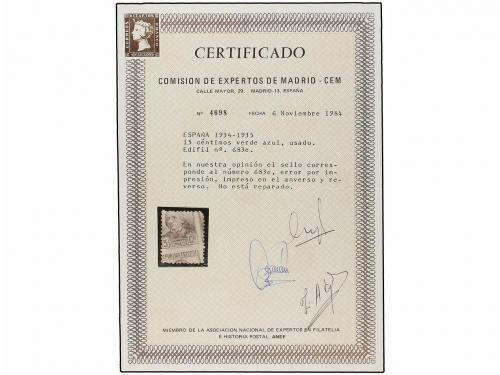 CERTIFICADO
COMISION DE EXPERTOS DE MADRID - CEM
CALLE MAYOR, 29. MADRID-13. ESPAÑA
Nº 4698 FECHA 6 Noviembre 1984
ESPAÑA 1934-1935
15 céntimos verde azul, usado.
Edifil nº. 683e.
En nuestra opinión el sello corres-
ponde al número 683e, error por im-
presión, impreso en el anverso y re-
verso. No está reparado.
MIEMBRO DE LA ASOCIACION NACIONAL DE EXPERTOS EN FILATELIA
E HISTORIA POSTAL. ANEF